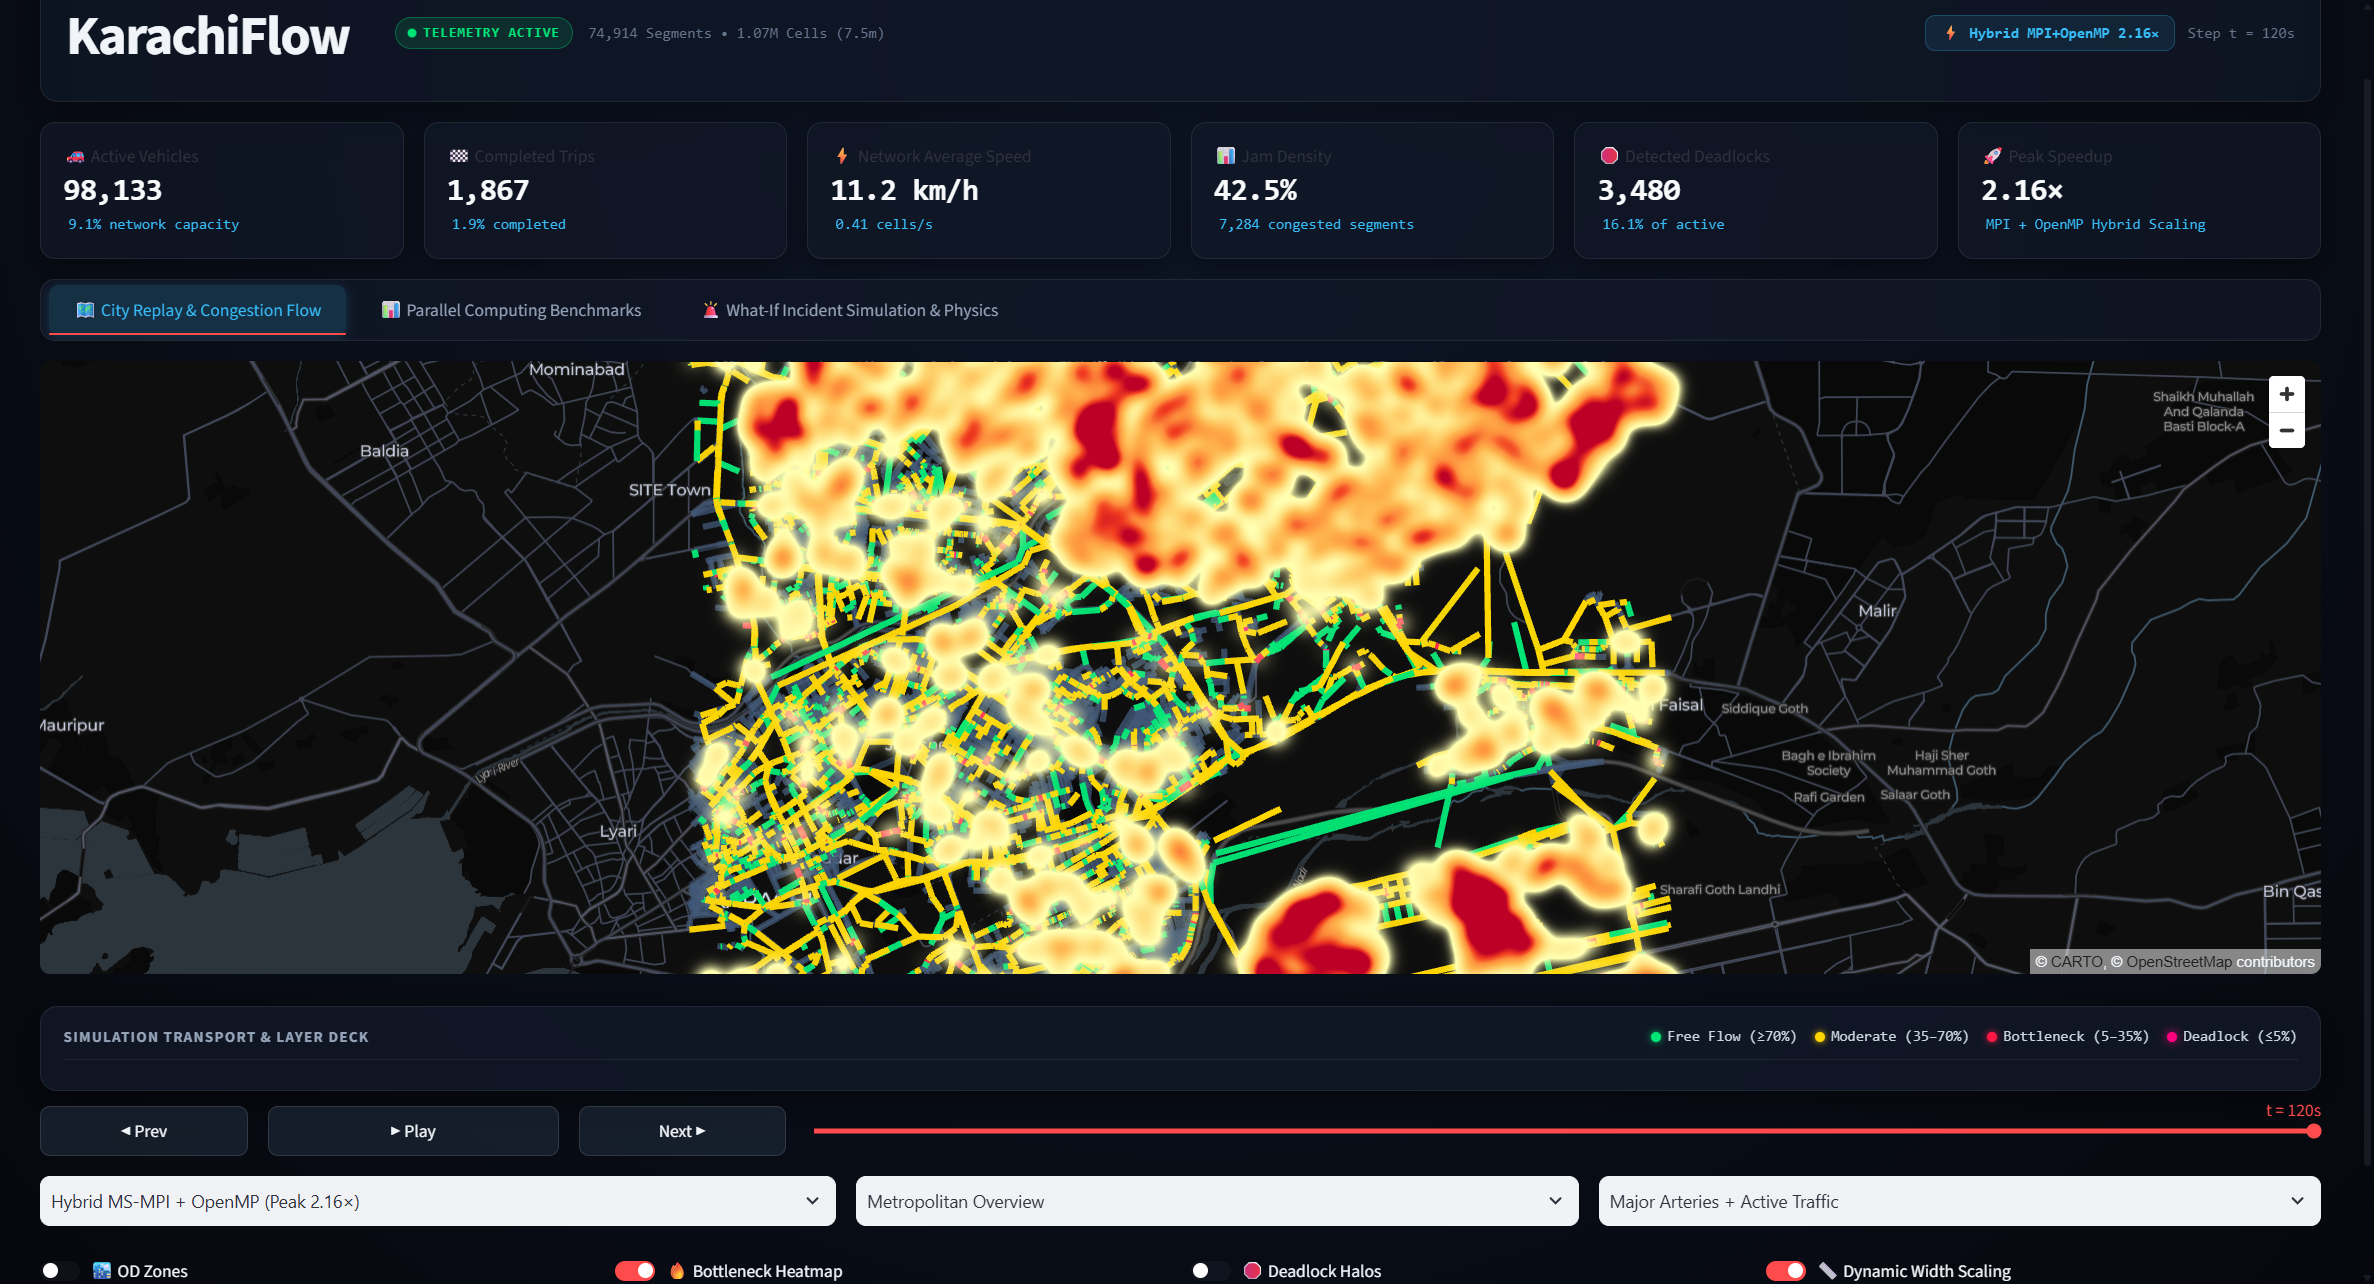 KarachiFlow
TELEMETRY ACTIVE
74,914 Segments • 1.07M Cells (7.5m)
Hybrid MPI+OpenMP 2.16×
Step t = 120s
Active Vehicles
98,133
9.1% network capacity
Completed Trips
1,867
1.9% completed
Network Average Speed
11.2 km/h
0.41 cells/s
Jam Density
42.5%
7,284 congested segments
Detected Deadlocks
3,480
16.1% of active
Peak Speedup
2.16×
MPI + OpenMP Hybrid Scaling
City Replay & Congestion Flow
Parallel Computing Benchmarks
What-If Incident Simulation & Physics
Mominabad
Baldia
SITE Town
Shaikh Muhallah
And Qalanda
Basti Block-A
+
−
Malir
Mauripur
Faisal
Siddique Goth
Bagh e Ibrahim
Society
Haji Sher
Muhammad Goth
Rafi Garden
Salaar Goth
Lyari River
Lyari
Sharafi Goth Landhi
Bin Qas
© CARTO, © OpenStreetMap contributors
SIMULATION TRANSPORT & LAYER DECK
Free Flow (≥70%)
Moderate (35–70%)
Bottleneck (5–35%)
Deadlock (≤5%)
t = 120s
◂ Prev
▸ Play
Next ▸
Hybrid MS-MPI + OpenMP (Peak 2.16×)
Metropolitan Overview
Major Arteries + Active Traffic
OD Zones
Bottleneck Heatmap
Deadlock Halos
Dynamic Width Scaling